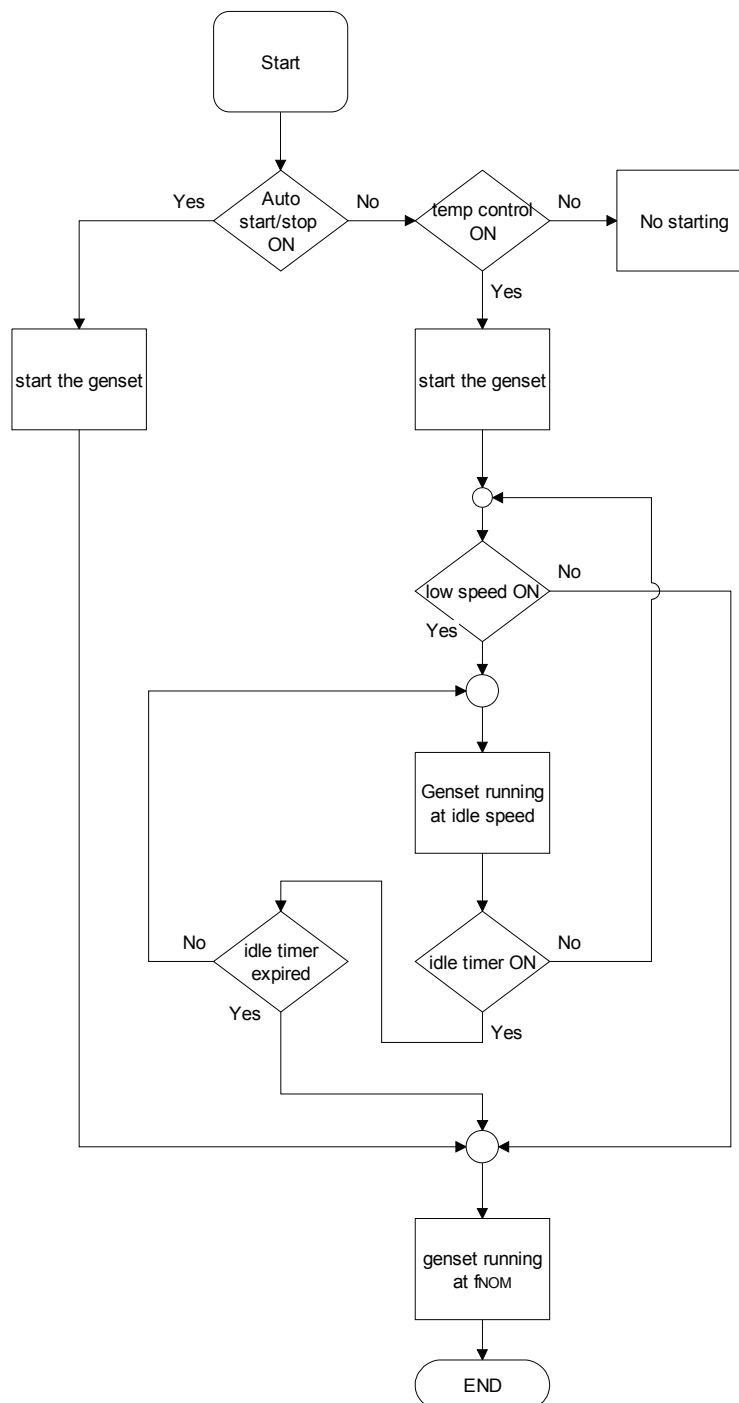 Start
Yes
Auto
start/stop
ON
No
temp control
ON
No
No starting
Yes
start the genset
start the genset
low speed ON
No
Yes
Genset running
at idle speed
No
idle timer
expired
idle timer ON
No
Yes
Yes
genset running
at fNOM
END